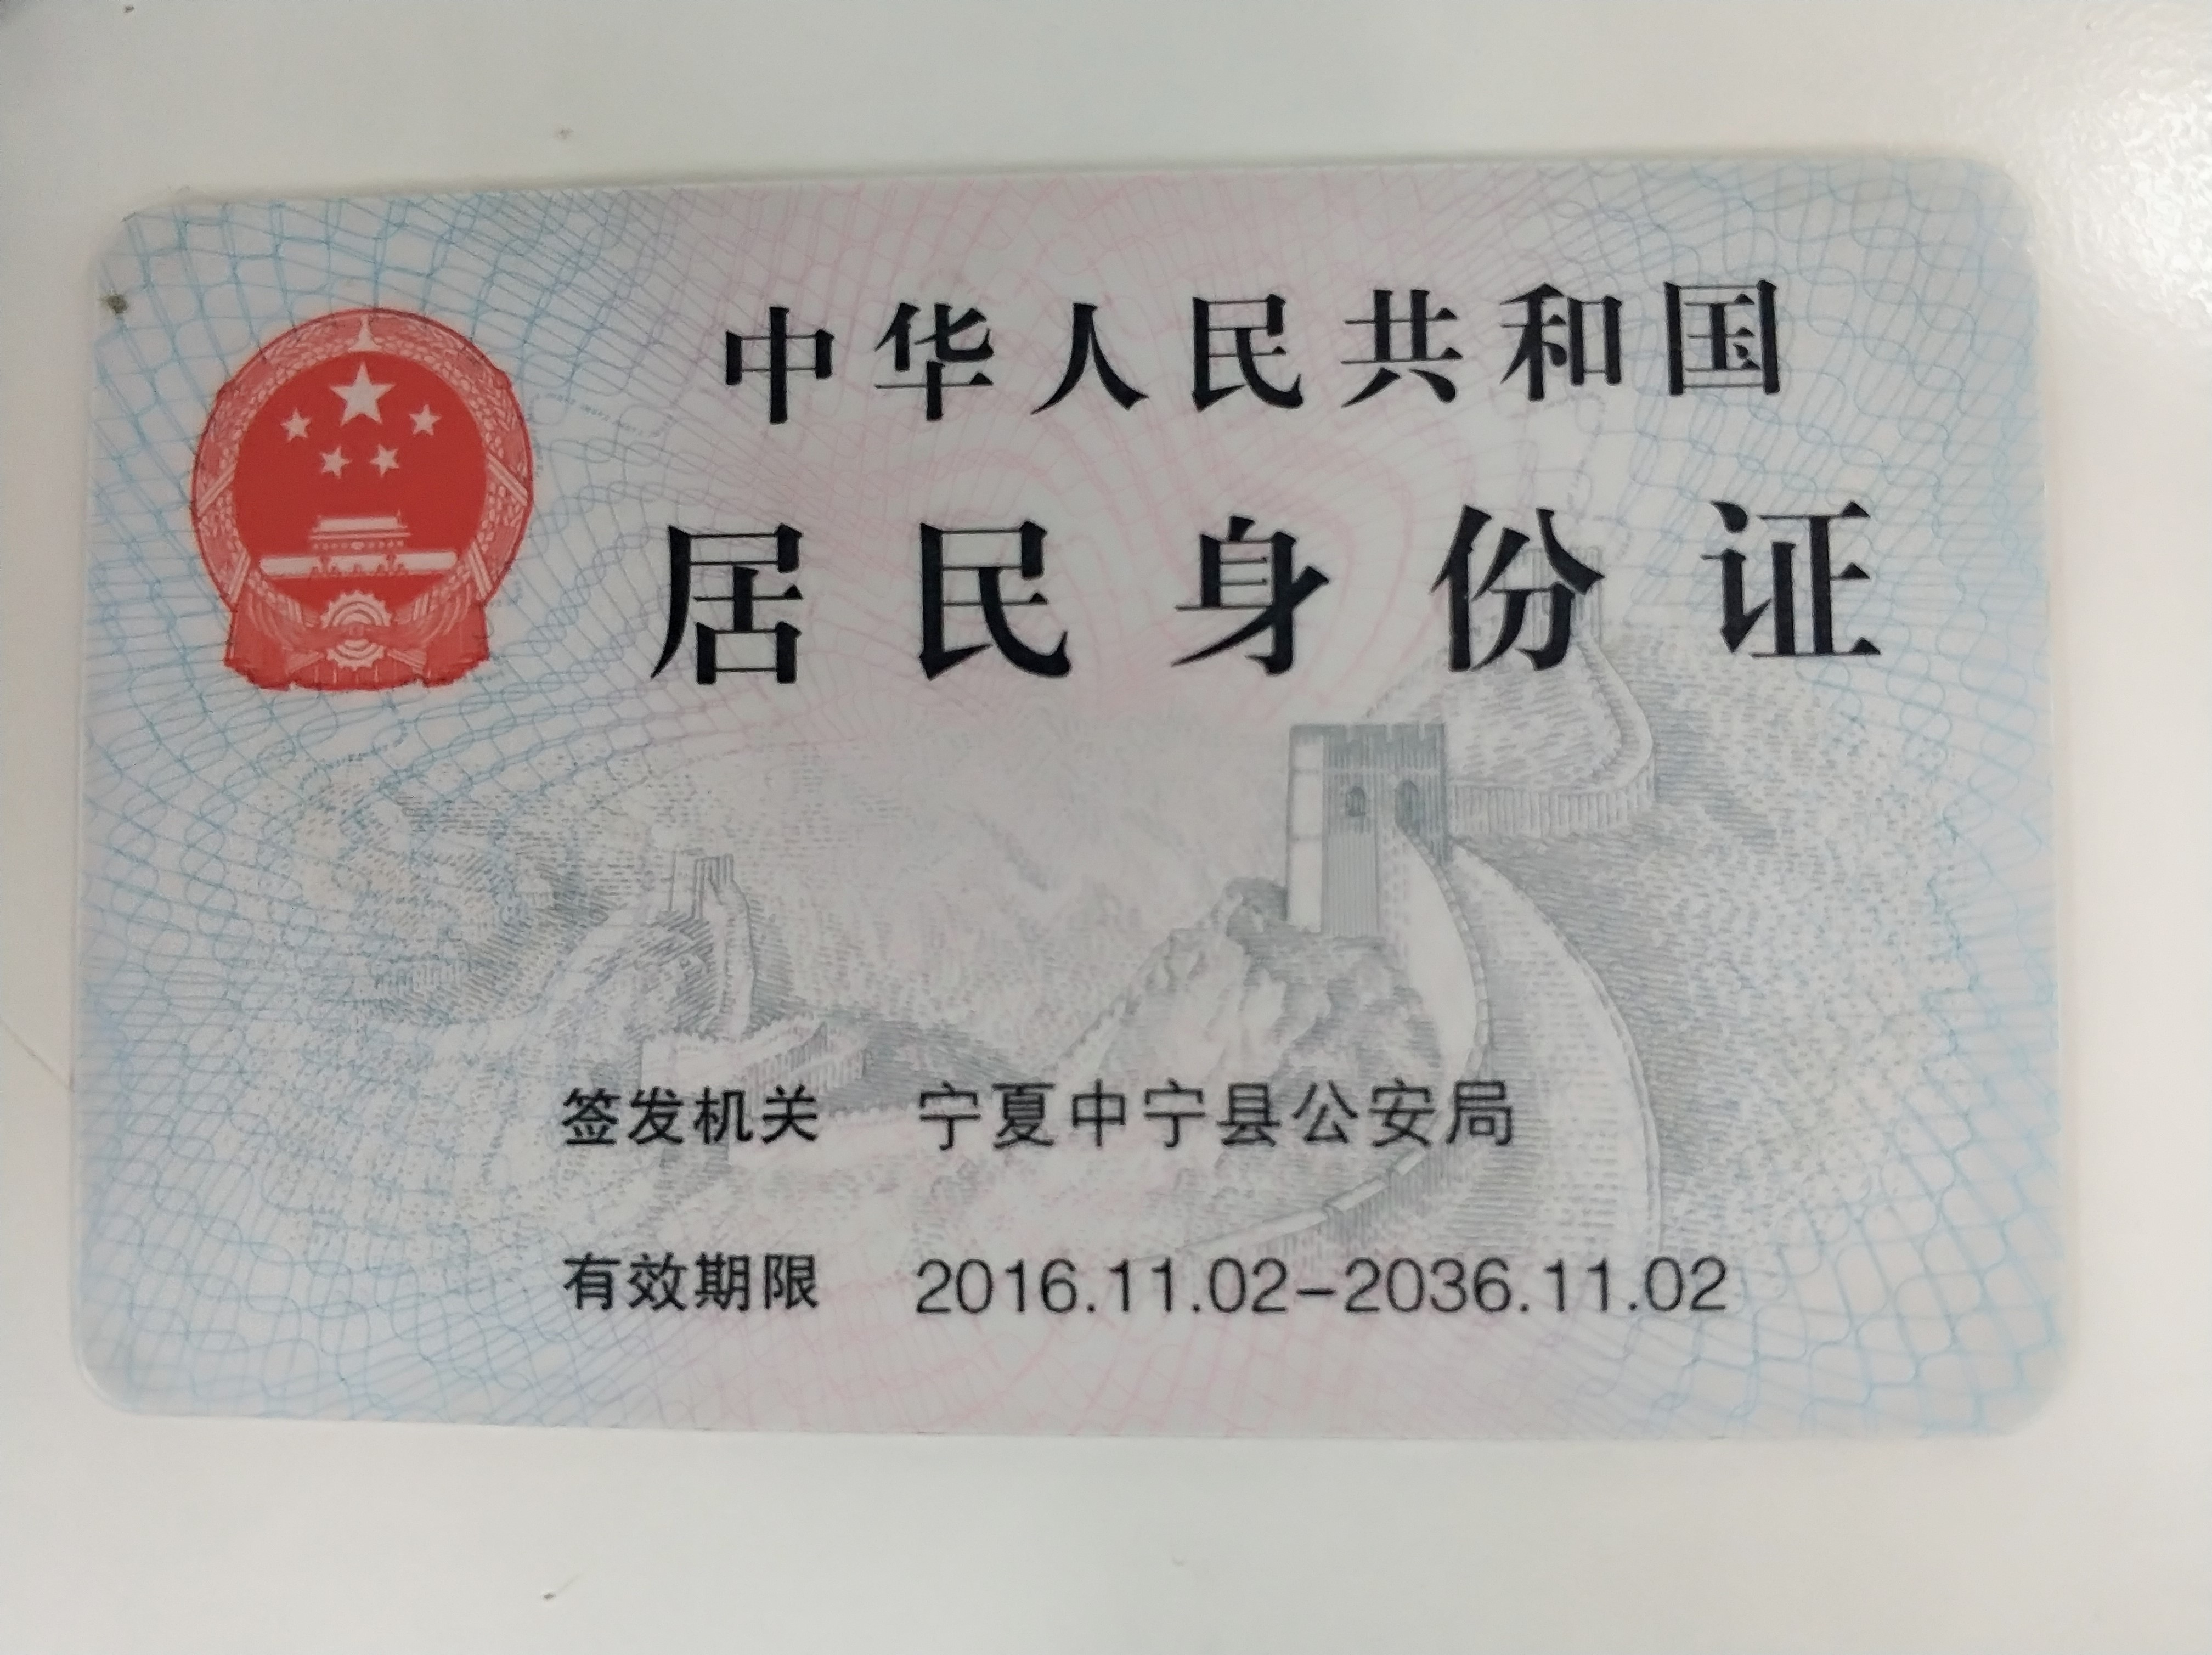 中华人民共和国
居民身份证
签发机关 宁夏中宁县公安局
有效期限 2016.11.02-2036.11.02